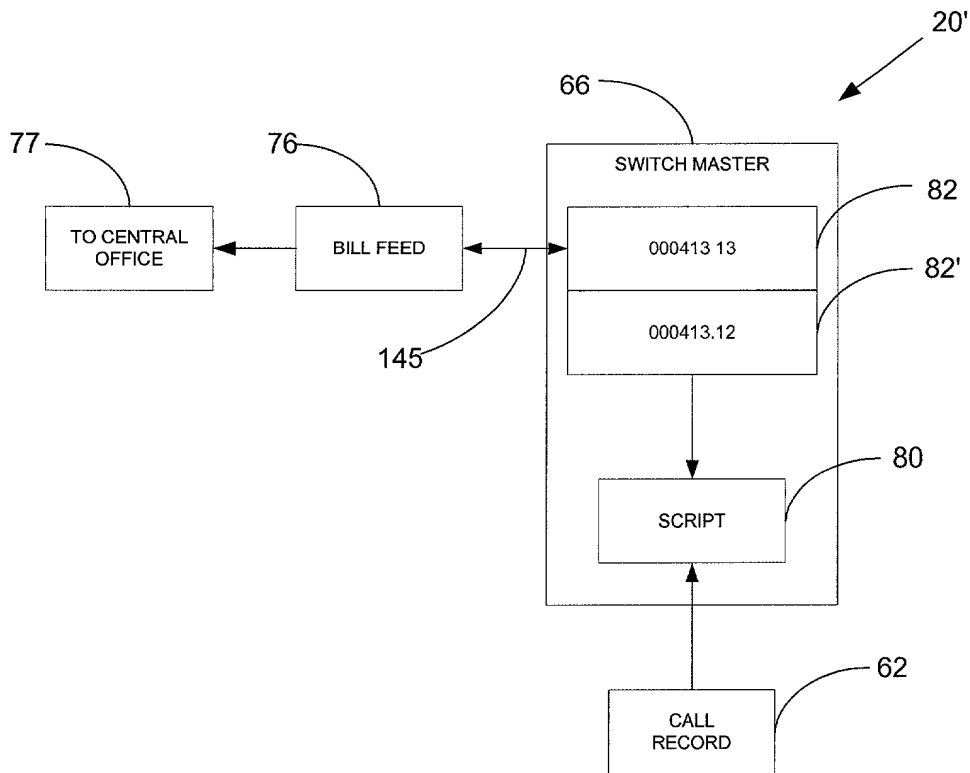 20'
66
77
76
SWITCH MASTER
82
TO CENTRAL
OFFICE
BILL FEED
000413 13
82'
000413.12
145
80
SCRIPT
62
CALL
RECORD